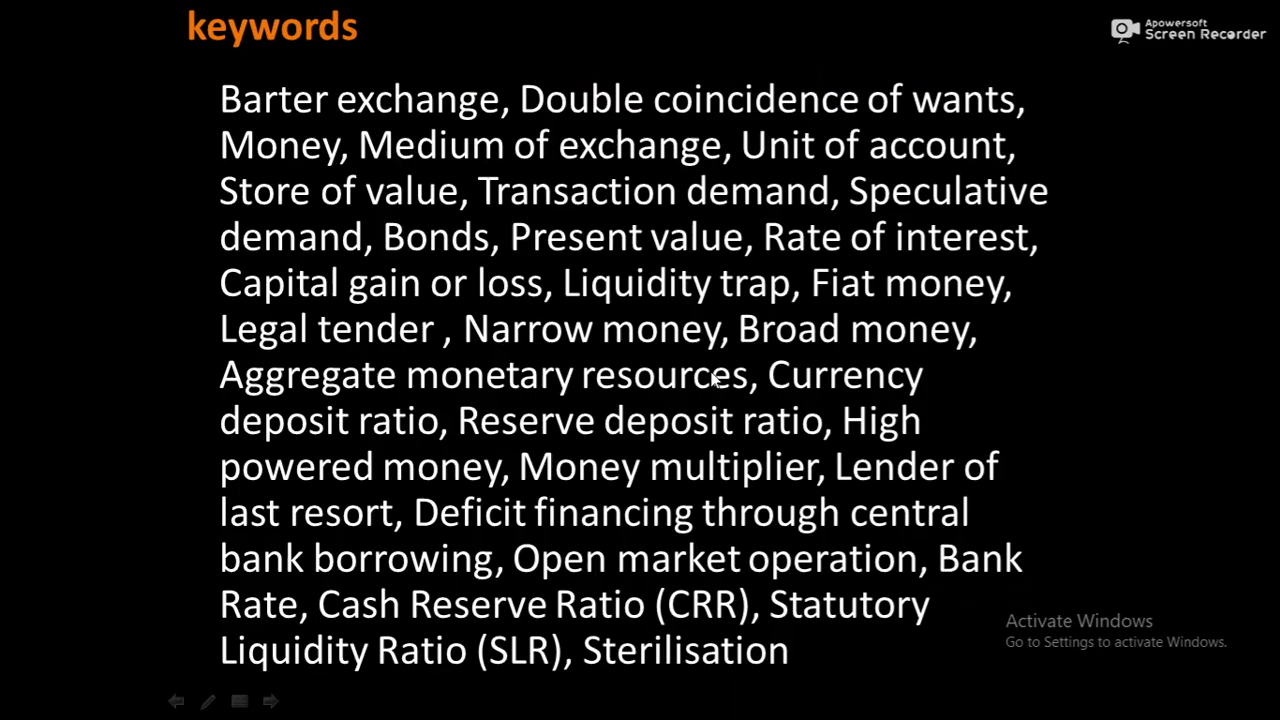 keywords
Apowersoft
Screen Recorder
Barter exchange, Double coincidence of wants,
Money, Medium of exchange, Unit of account,
Store of value, Transaction demand, Speculative
demand, Bonds, Present value, Rate of interest,
Capital gain or loss, Liquidity trap, Fiat money,
Legal tender , Narrow money, Broad money,
Aggregate monetary resources, Currency
deposit ratio, Reserve deposit ratio, High
powered money, Money multiplier, Lender of
last resort, Deficit financing through central
bank borrowing, Open market operation, Bank
Rate, Cash Reserve Ratio (CRR), Statutory
Liquidity Ratio (SLR), Sterilisation
Activate Windows
Go to Settings to activate Windows.